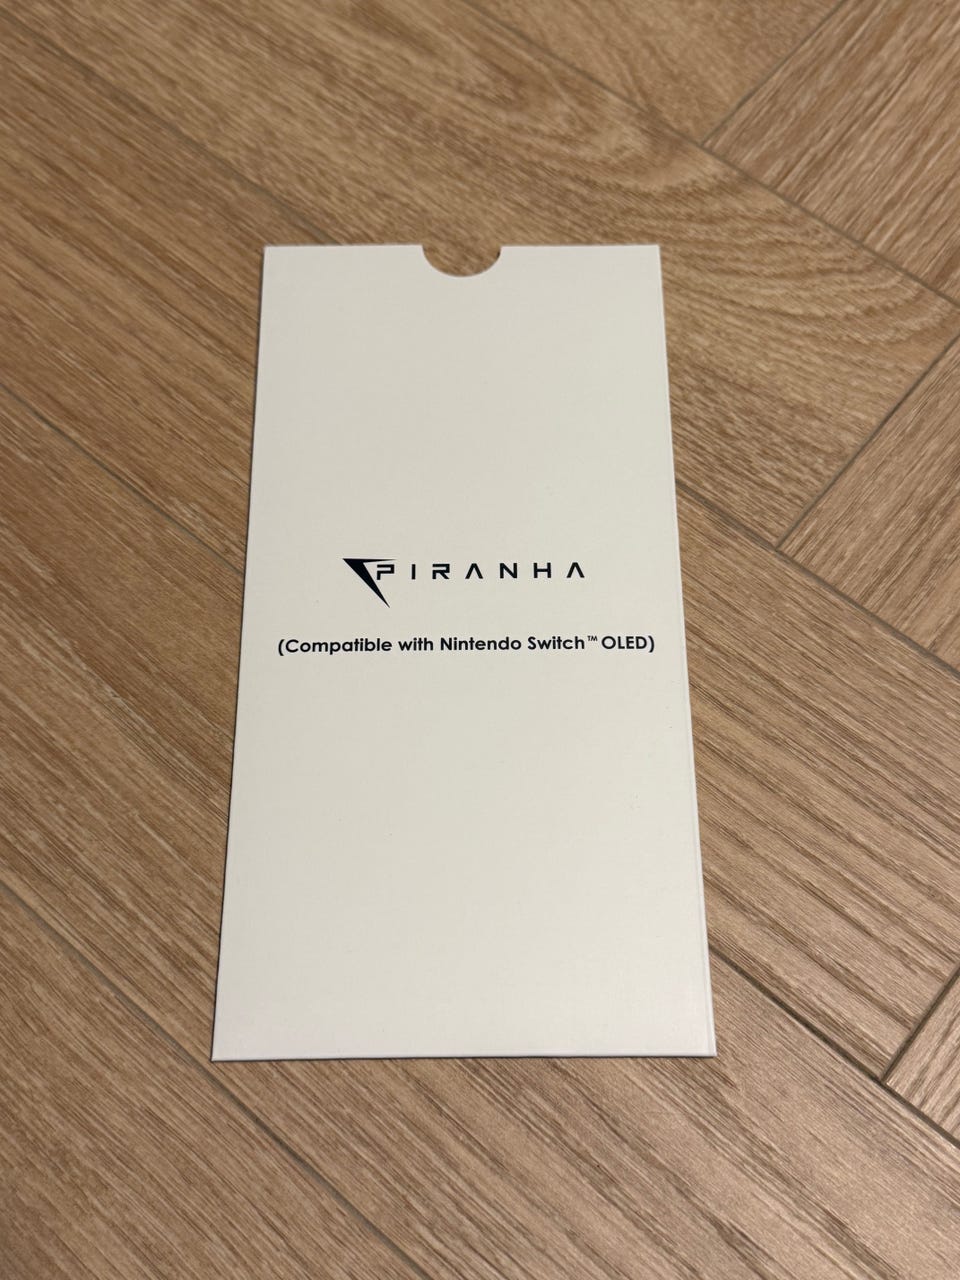 PIRANHA
(Compatible with Nintendo Switch™ OLED)